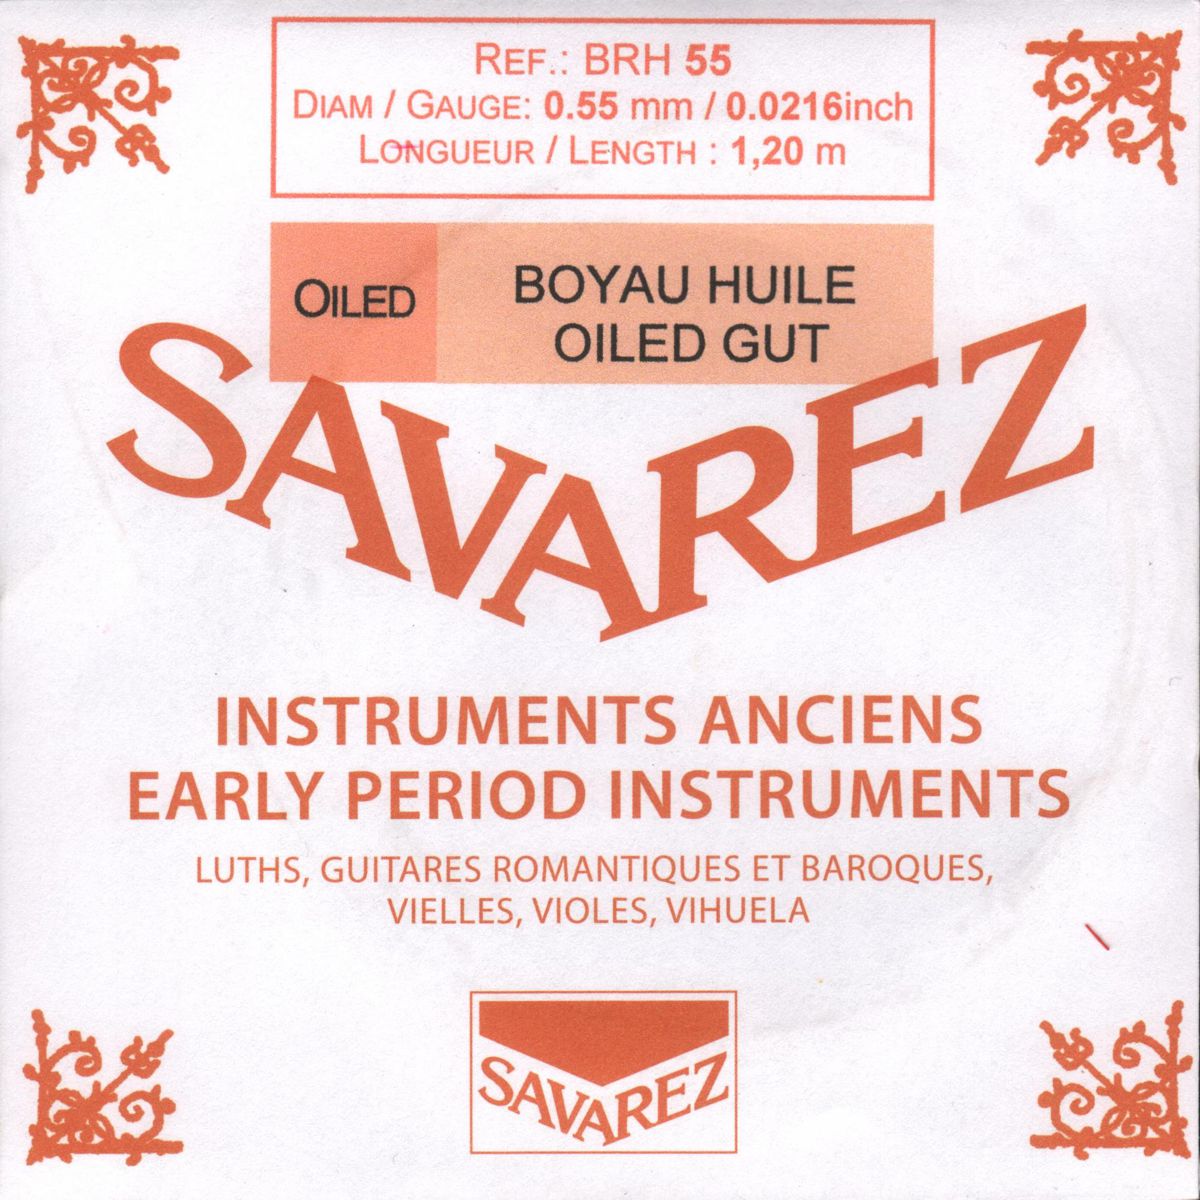 REF.: BRH 55
DIAM / GAUGE: 0.55 mm / 0.0216inch
LONGUEUR / LENGTH : 1,20 m
OILED
BOYAU HUILE
OILED GUT
SAVAREZ
INSTRUMENTS ANCIENS
EARLY PERIOD INSTRUMENTS
LUTHS, GUITARES ROMANTIQUES ET BAROQUES,
VIELLES, VIOLES, VIHUELA
SAVAREZ